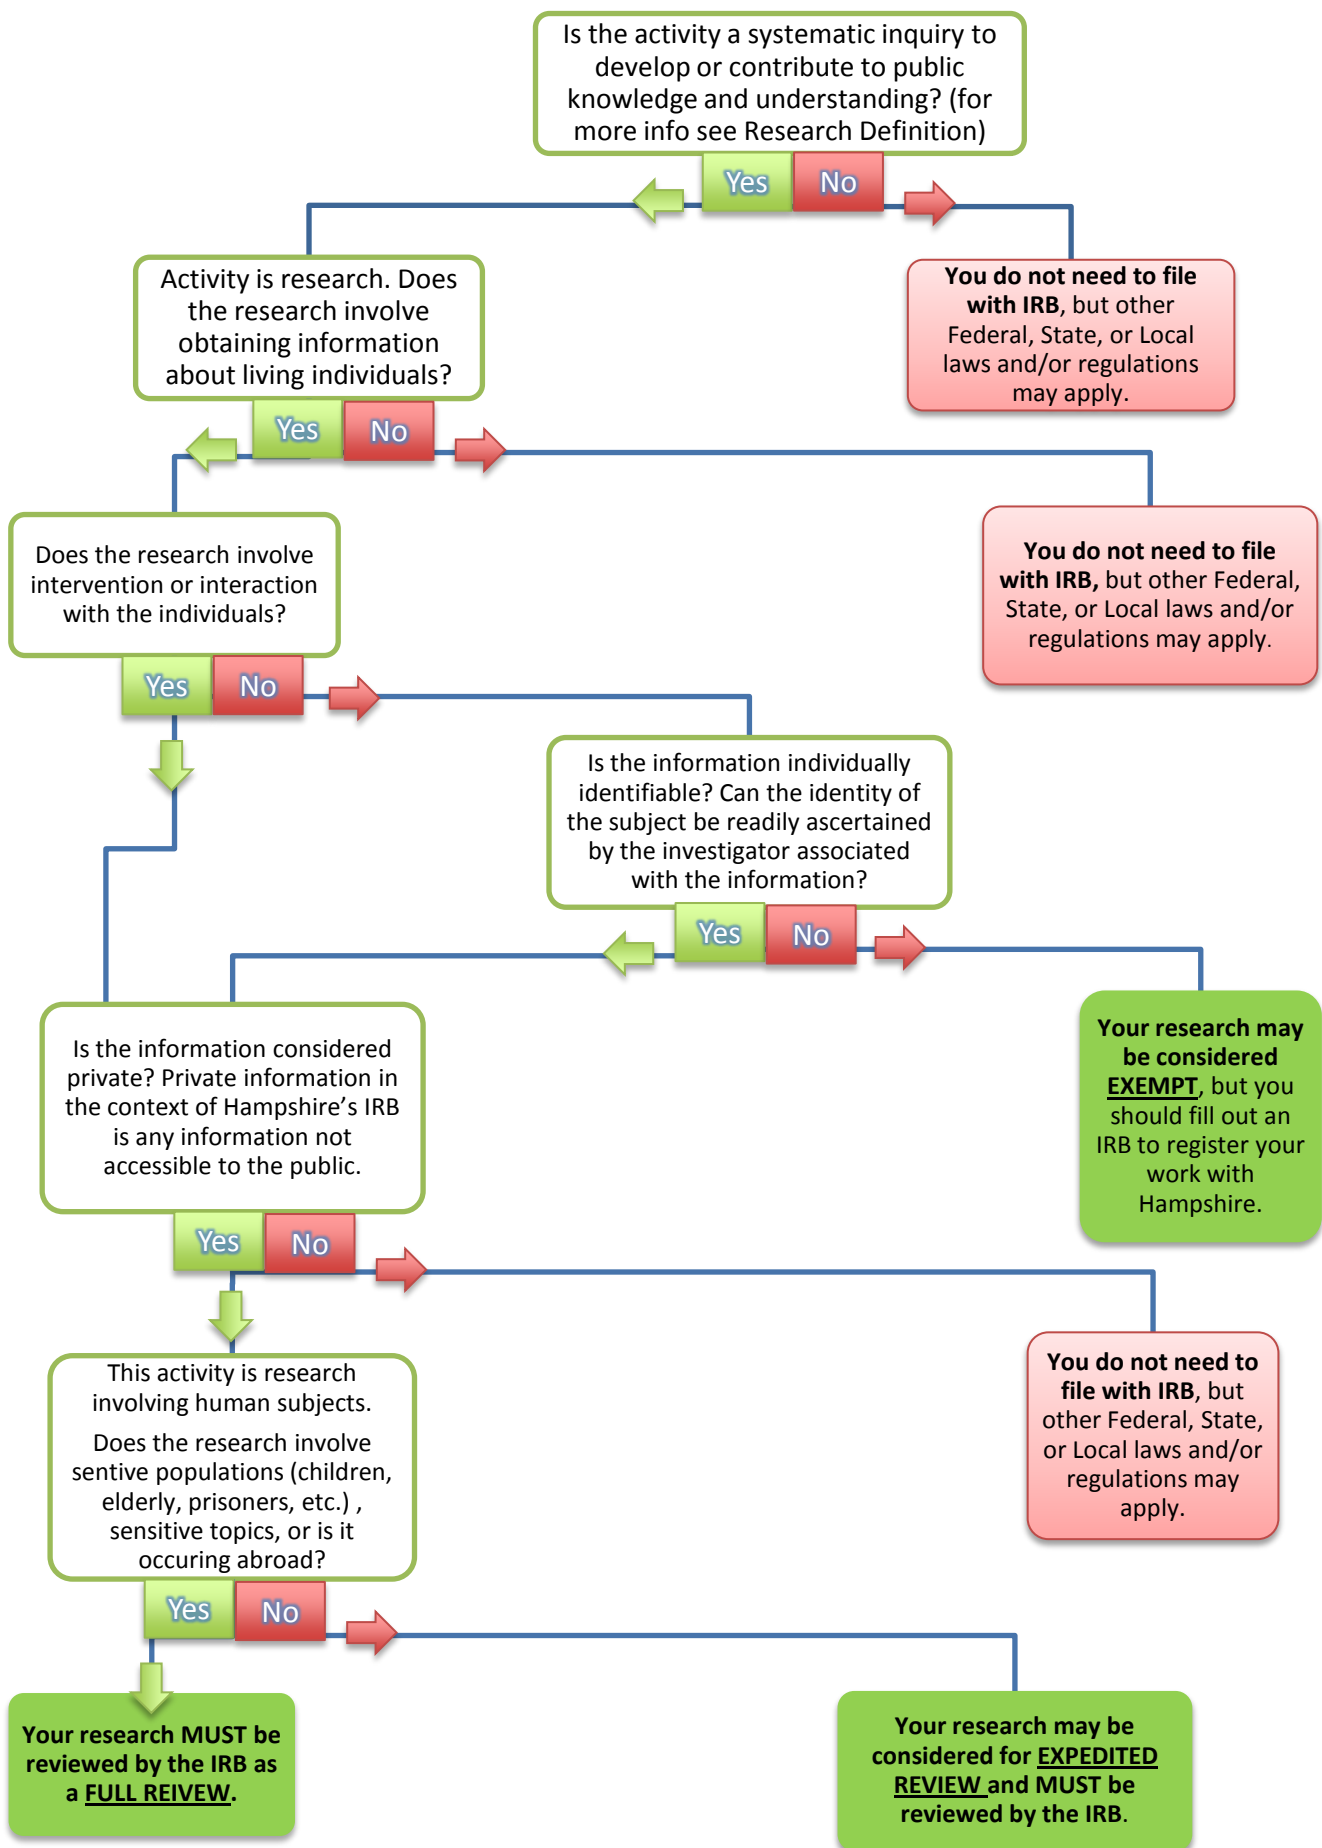 Is the activity a systematic inquiry to
develop or contribute to public
knowledge and understanding? (for
more info see Research Definition)
Yes
No
Activity is research. Does
the research involve
obtaining information
about living individuals?
Yes
No
You do not need to file
with IRB, but other
Federal, State, or Local
laws and/or regulations
may apply.
Does the research involve
intervention or interaction
with the individuals?
Yes
No
You do not need to file
with IRB, but other Federal,
State, or Local laws and/or
regulations may apply.
Is the information individually
identifiable? Can the identity of
the subject be readily ascertained
by the investigator associated
with the information?
Yes
No
Is the information considered
private? Private information in
the context of Hampshire’s IRB
is any information not
accessible to the public.
Yes
No
Your research may
be considered
EXEMPT, but you
should fill out an
IRB to register your
work with
Hampshire.
This activity is research
involving human subjects.
Does the research involve
sentive populations (children,
elderly, prisoners, etc.) ,
sensitive topics, or is it
occuring abroad?
Yes
No
You do not need to
file with IRB, but
other Federal, State,
or Local laws and/or
regulations may
apply.
Your research MUST be
reviewed by the IRB as
a FULL REIVEW.
Your research may be
considered for EXPEDITED
REVIEW and MUST be
reviewed by the IRB.